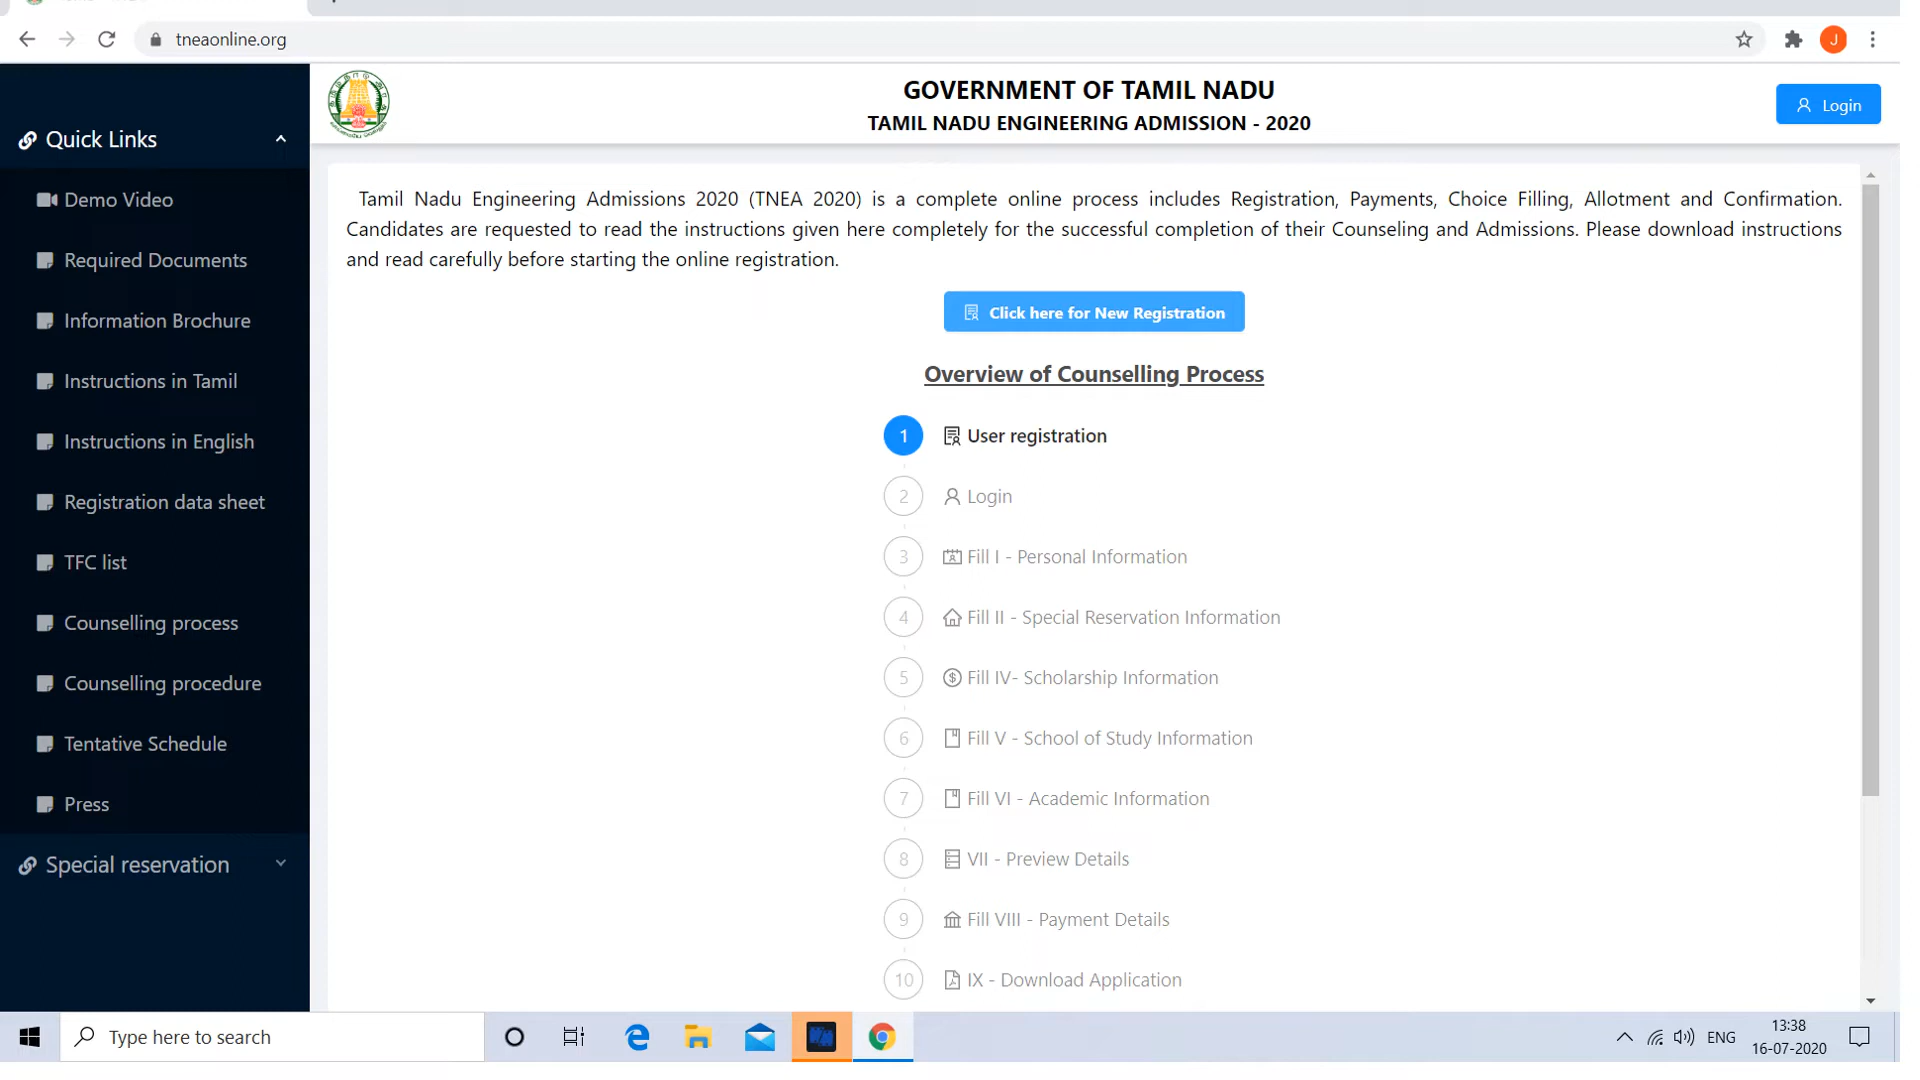 tneaonline.org
J
GOVERNMENT OF TAMIL NADU
TAMIL NADU ENGINEERING ADMISSION - 2020
Login
Quick Links
Demo Video
Required Documents
Information Brochure
Instructions in Tamil
Instructions in English
Registration data sheet
TFC list
Counselling process
Counselling procedure
Tentative Schedule
Press
Special reservation
Tamil Nadu Engineering Admissions 2020 (TNEA 2020) is a complete online process includes Registration, Payments, Choice Filling, Allotment and Confirmation.
Candidates are requested to read the instructions given here completely for the successful completion of their Counseling and Admissions. Please download instructions
and read carefully before starting the online registration.
Click here for New Registration
Overview of Counselling Process
1 User registration
2 Login
3 Fill I - Personal Information
4 Fill II - Special Reservation Information
5 Fill IV- Scholarship Information
6 Fill V - School of Study Information
7 Fill VI - Academic Information
8 VII - Preview Details
9 Fill VIII - Payment Details
10 IX - Download Application
Type here to search
ENG
13:38
16-07-2020